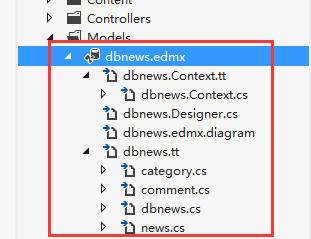 Content
Controllers
Models
dbnews.edmx
dbnews.Context.tt
dbnews.Context.cs
dbnews.Designer.cs
dbnews.edmx.diagram
dbnews.tt
category.cs
comment.cs
dbnews.cs
news.cs